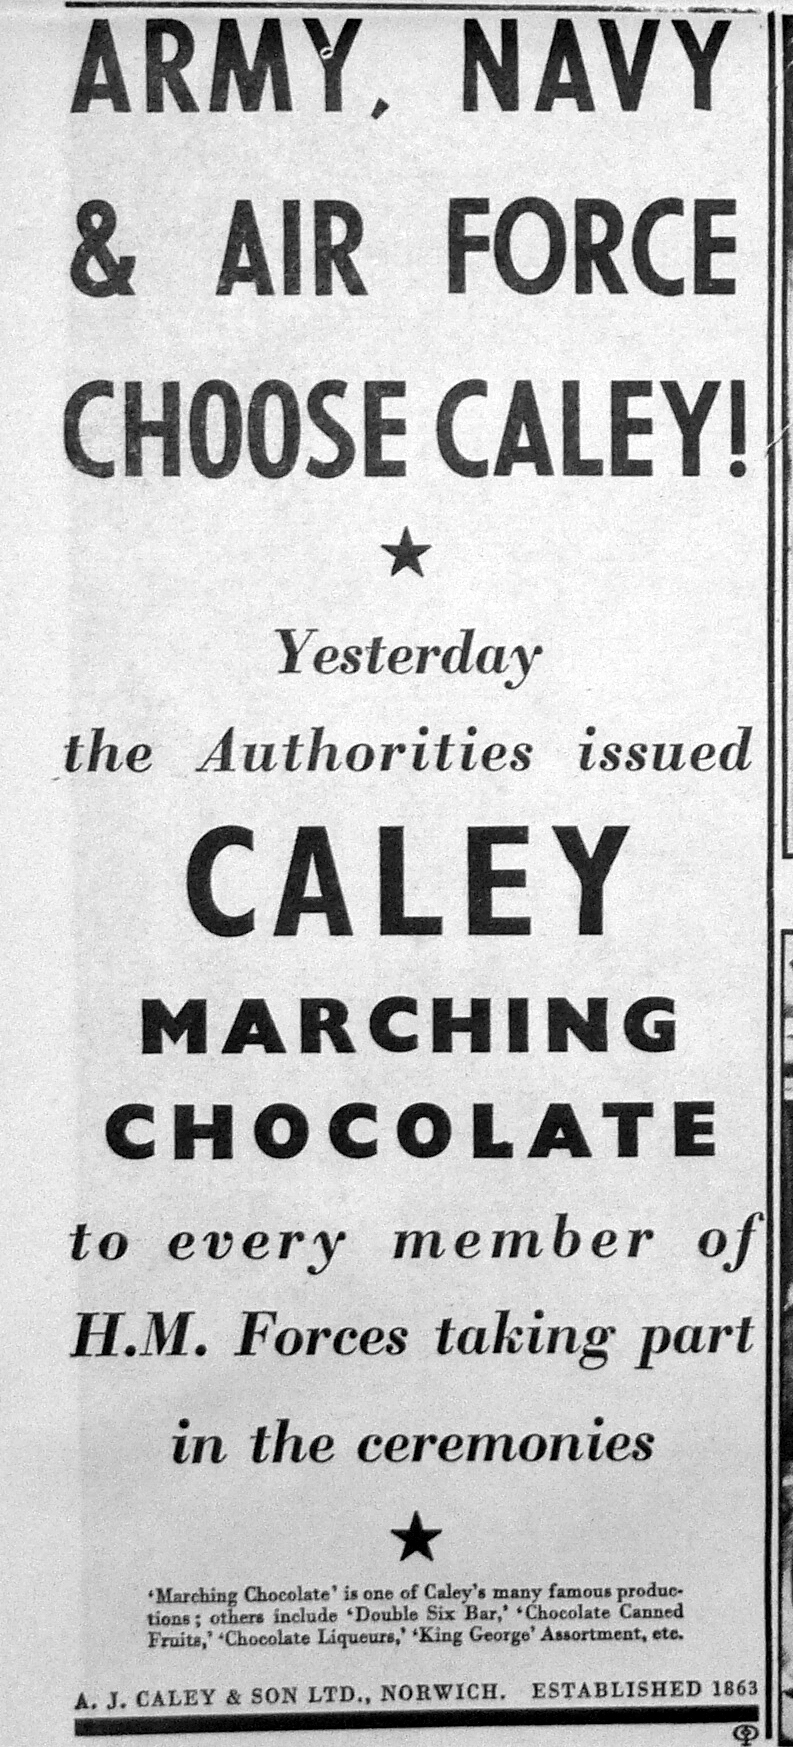 ARMY, NAVY
& AIR FORCE
CHOOSE CALEY!
Yesterday
the Authorities issued
CALEY
MARCHING
CHOCOLATE
to every member of
H.M. Forces taking part
in the ceremonies
‘Marching Chocolate’ is one of Caley’s many famous produc-
tions; others include ‘Double Six Bar,’ ‘Chocolate Canned
Fruits,’ ‘Chocolate Liqueurs,’ ‘King George’ Assortment, etc.
A. J. CALEY & SON LTD., NORWICH. ESTABLISHED 1863